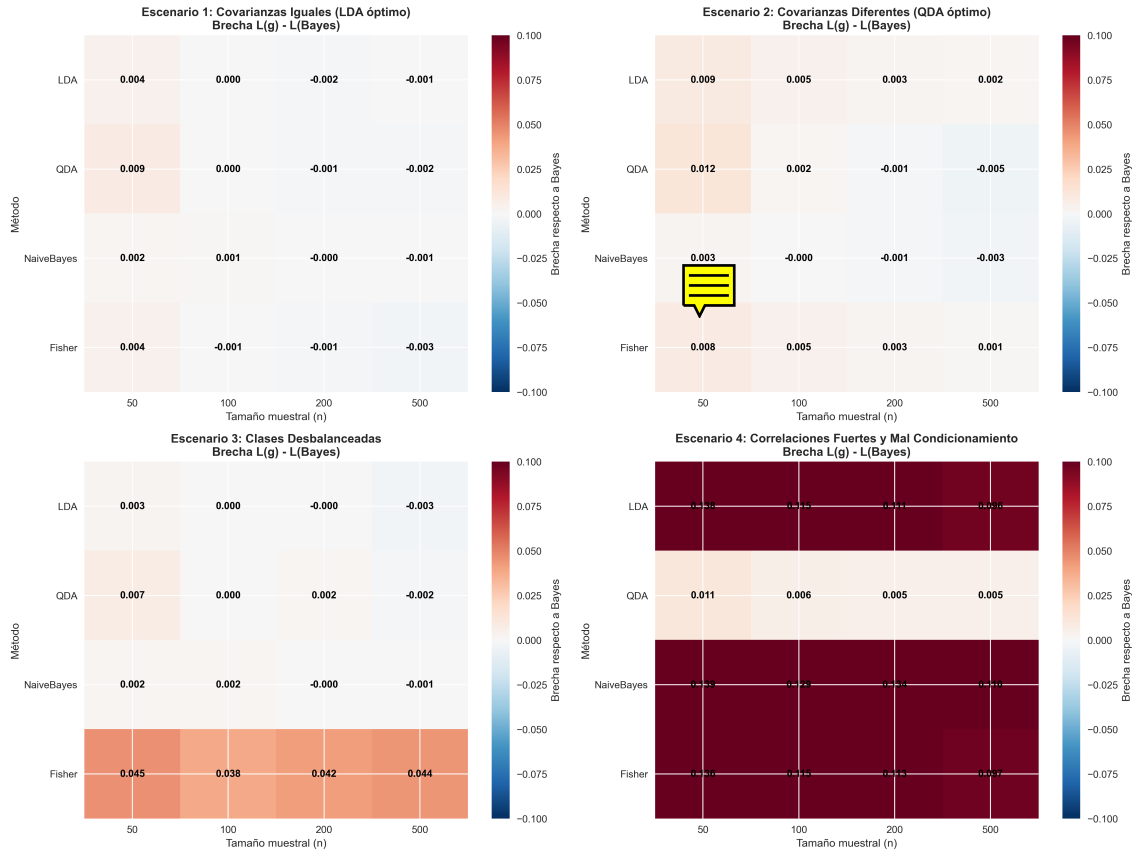 Escenario 1: Covarianzas Iguales (LDA óptimo)
Brecha L(g) - L(Bayes)
LDA 0.004 0.000 -0.002 -0.001
QDA 0.009 0.000 -0.001 -0.002
NaiveBayes 0.002 0.001 -0.000 -0.001
Fisher 0.004 -0.001 -0.001 -0.003
50 100 200 500
Tamaño muestral (n)
Método
0.100
0.075
0.050
0.025
0.000
−0.025
−0.050
−0.075
−0.100
Brecha respecto a Bayes
Escenario 2: Covarianzas Diferentes (QDA óptimo)
Brecha L(g) - L(Bayes)
LDA 0.009 0.005 0.003 0.002
QDA 0.012 0.002 -0.001 -0.005
NaiveBayes 0.003 -0.000 -0.001 -0.003
Fisher 0.008 0.005 0.003 0.001
50 100 200 500
Tamaño muestral (n)
Método
0.100
0.075
0.050
0.025
0.000
−0.025
−0.050
−0.075
−0.100
Brecha respecto a Bayes
Escenario 3: Clases Desbalanceadas
Brecha L(g) - L(Bayes)
LDA 0.003 0.000 -0.000 -0.003
QDA 0.007 0.000 0.002 -0.002
NaiveBayes 0.002 0.002 -0.000 -0.001
Fisher 0.045 0.038 0.042 0.044
50 100 200 500
Tamaño muestral (n)
Método
0.100
0.075
0.050
0.025
0.000
−0.025
−0.050
−0.075
−0.100
Brecha respecto a Bayes
Escenario 4: Correlaciones Fuertes y Mal Condicionamiento
Brecha L(g) - L(Bayes)
LDA 0.115
QDA 0.011 0.006 0.005 0.005
NaiveBayes
Fisher 0.115
50 100 200 500
Tamaño muestral (n)
Método
0.100
0.075
0.050
0.025
0.000
−0.025
−0.050
−0.075
−0.100
Brecha respecto a Bayes